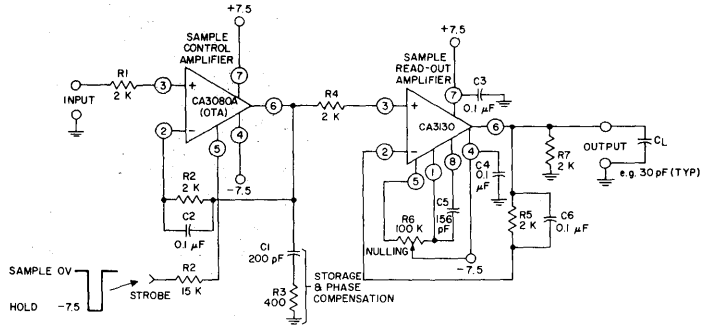 +7.5
SAMPLE
CONTROL
AMPLIFIER
7
R1
2 K
3
+
INPUT
CA3080A
(OTA)
6
2
−
5
4
−7.5
R2
2 K
C2
0.1 µF
SAMPLE 0V
HOLD −7.5
STROBE
R2
15 K
C1
200 pF
R3
400
STORAGE
& PHASE
COMPENSATION
R4
2 K
+7.5
SAMPLE
READ-OUT
AMPLIFIER
7
C3
0.1 µF
3
+
CA3130
6
2
−
5
1
8
4
C4
0.1
µF
C5
156
pF
R6
100 K
NULLING
−7.5
R7
2 K
OUTPUT
CL
e.g. 30 pF (TYP)
R5
2 K
C6
0.1 µF